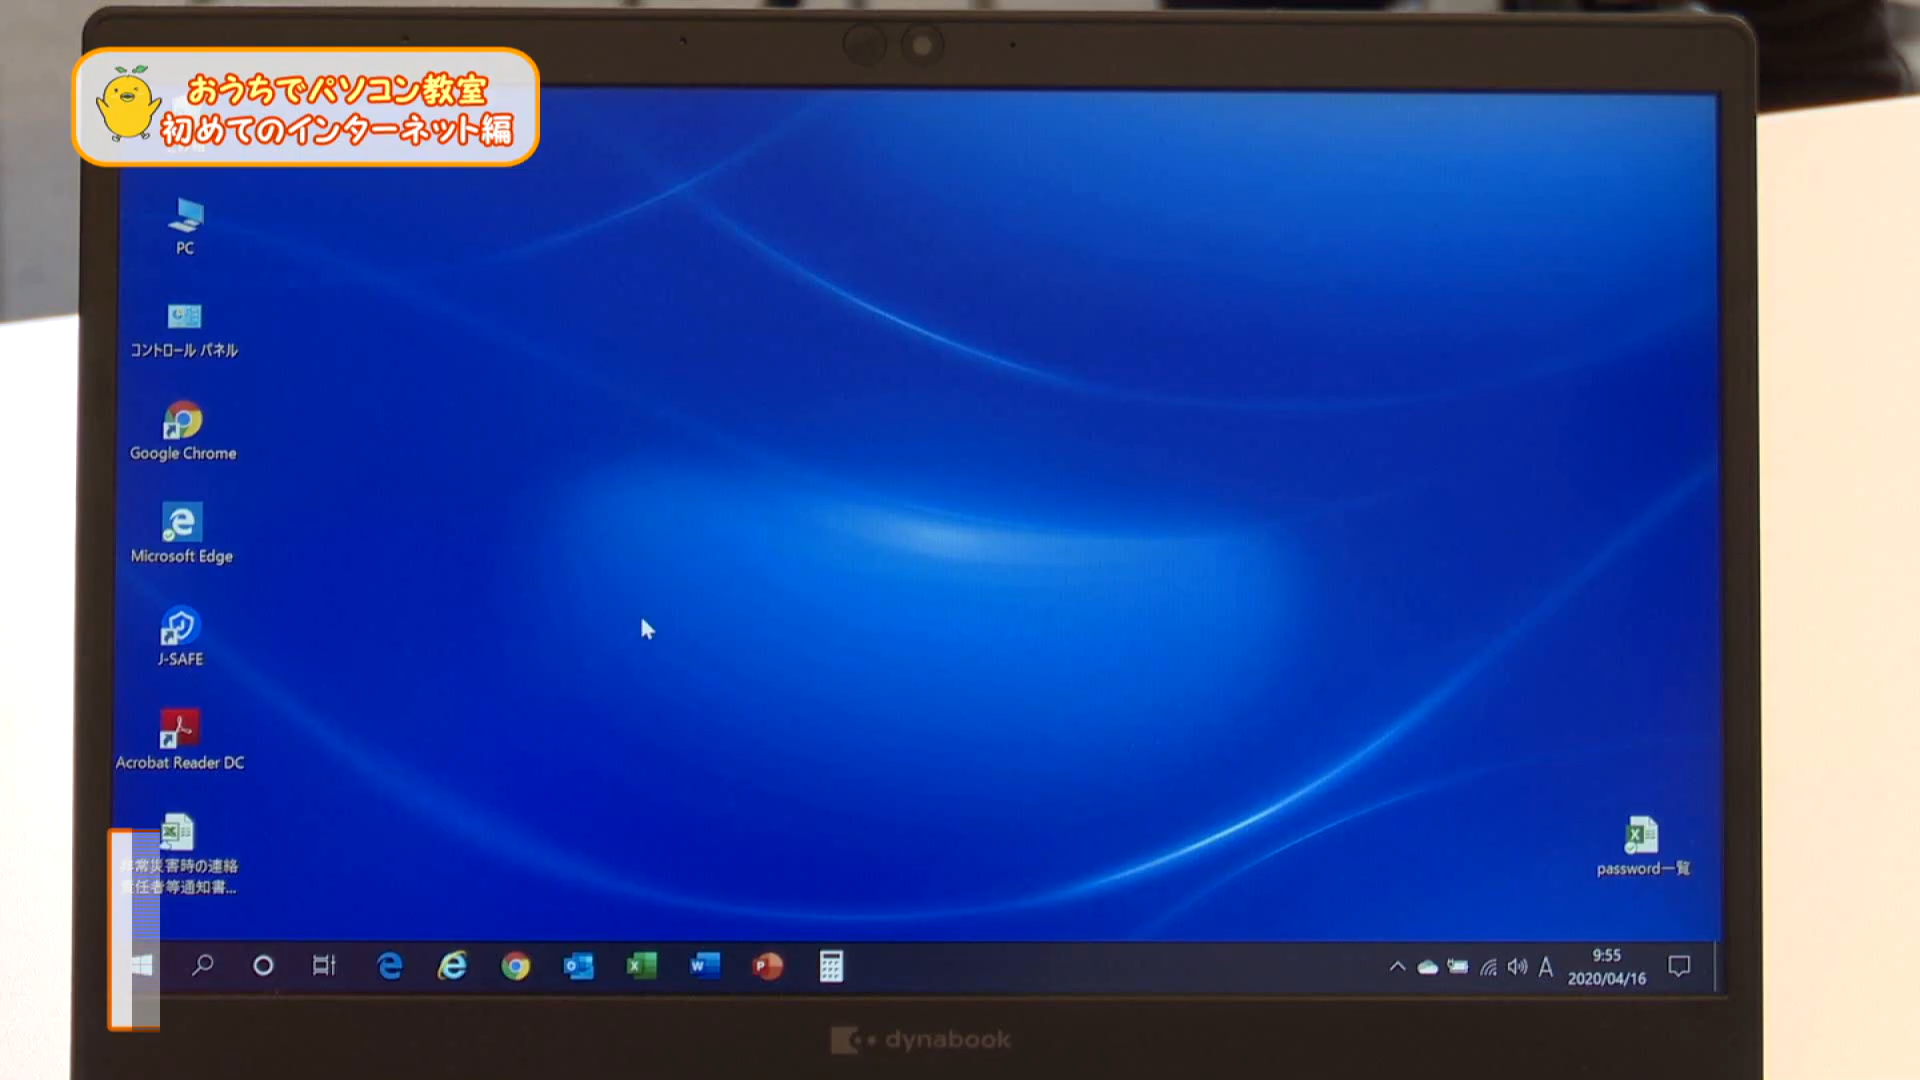 おうちでパソコン教室
初めてのインターネット編
PC
コントロール パネル
Google Chrome
Microsoft Edge
J-SAFE
Acrobat Reader DC
非常災害時の連絡
責任者等通知書...
password一覧
A
9:55
2020/04/16
dynabook